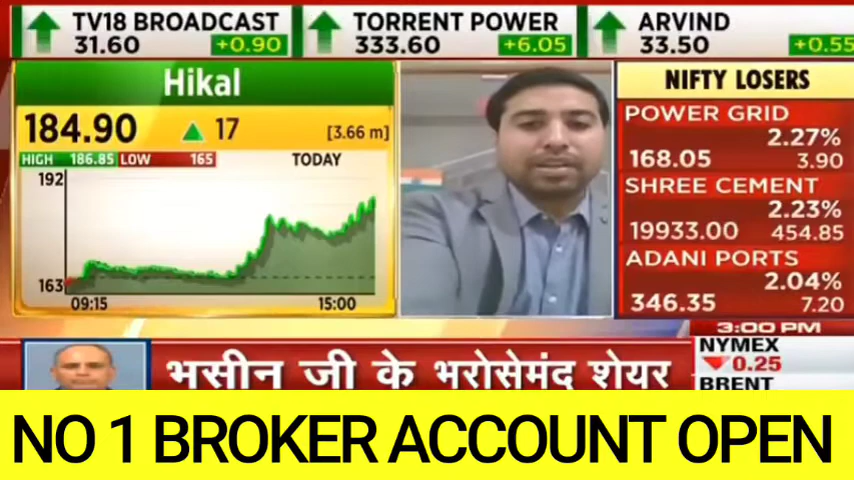 TV18 BROADCAST
31.60 +0.90
TORRENT POWER
333.60 +6.05
ARVIND
33.50 +0.55
Hikal
184.90 17 [3.66 m]
HIGH 186.85 LOW 165 TODAY
192
163
09:15 15:00
NIFTY LOSERS
POWER GRID
2.27%
168.05 3.90
SHREE CEMENT
2.23%
19933.00 454.85
ADANI PORTS
2.04%
346.35 7.20
3:00 PM
NYMEX
0.25
BRENT
भसीन जी के भरोसेमंद शेयर
NO 1 BROKER ACCOUNT OPEN